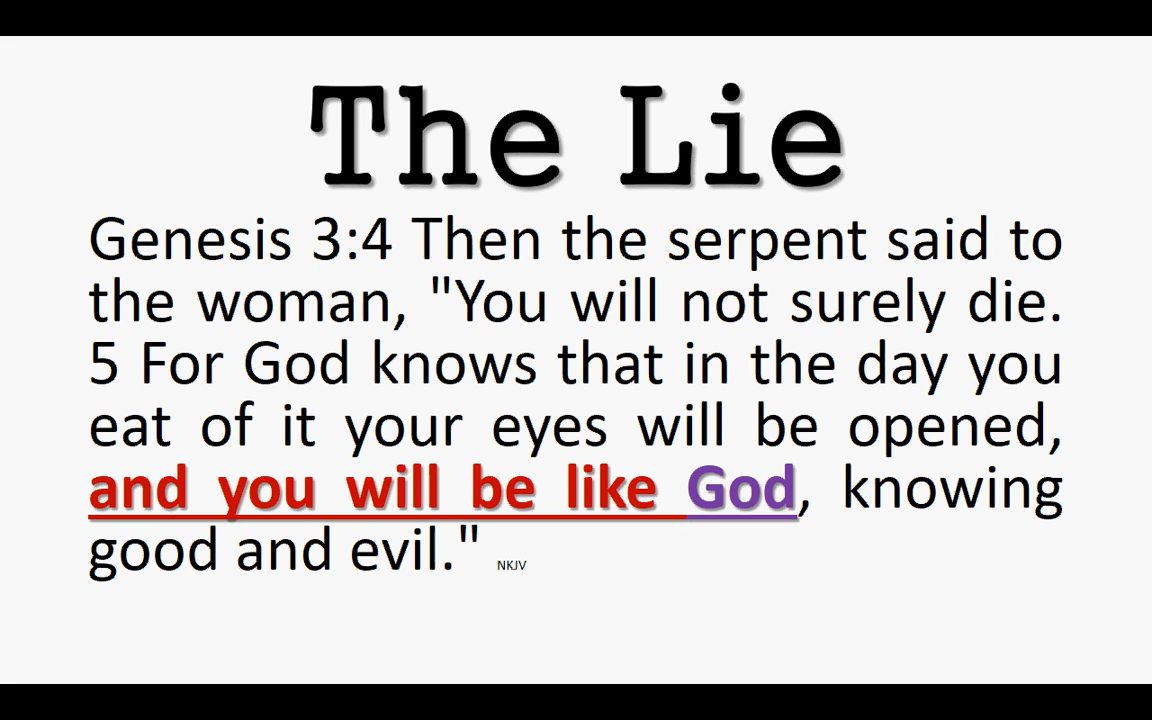 The Lie
Genesis 3:4 Then the serpent said to
the woman, "You will not surely die.
5 For God knows that in the day you
eat of it your eyes will be opened,
and you will be like God, knowing
good and evil." NKJV